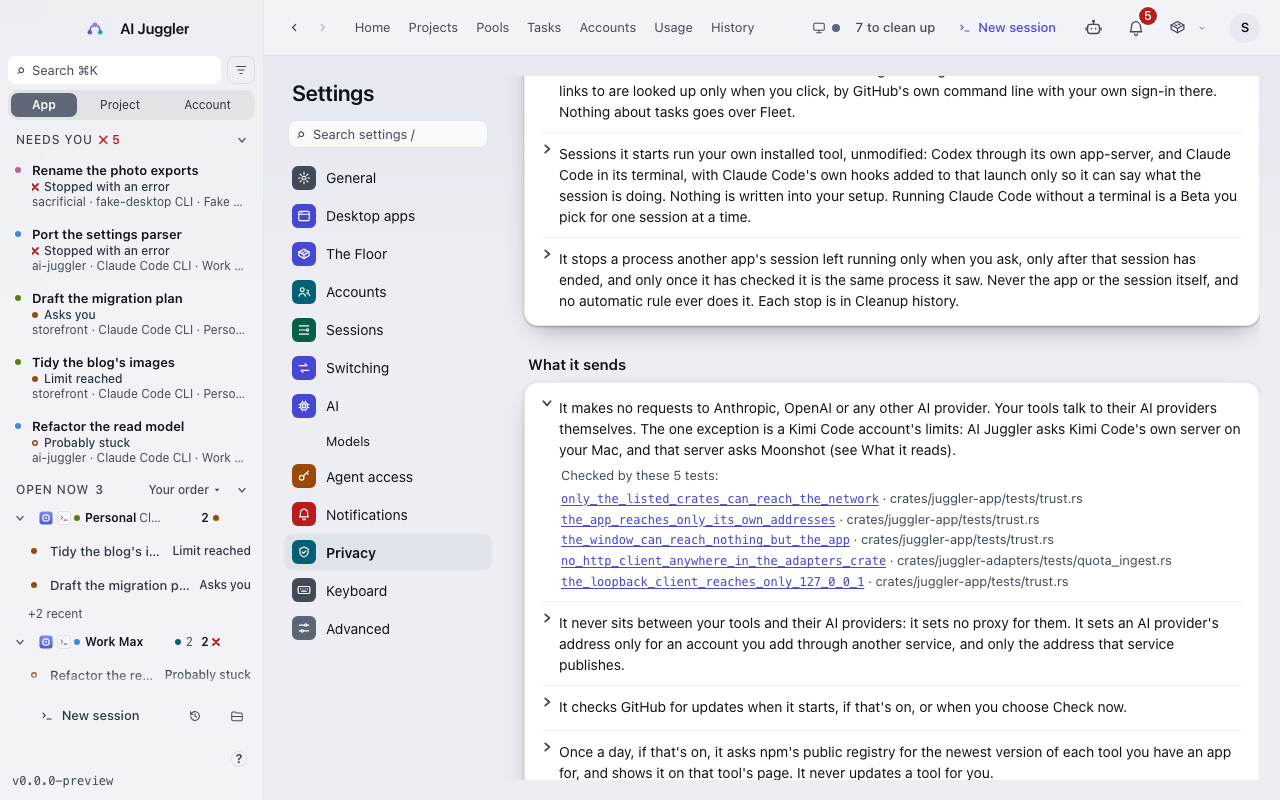 AI Juggler
Search ⌘K
App
Project
Account
NEEDS YOU
5
Rename the photo exports
Stopped with an error
sacrificial · fake-desktop CLI · Fake ...
Port the settings parser
Stopped with an error
ai-juggler · Claude Code CLI · Work ...
Draft the migration plan
Asks you
storefront · Claude Code CLI · Perso...
Tidy the blog's images
Limit reached
storefront · Claude Code CLI · Perso...
Refactor the read model
Probably stuck
ai-juggler · Claude Code CLI · Work ...
OPEN NOW 3
Your order
Personal Cl...
2
Tidy the blog's i...
Limit reached
Draft the migration p...
Asks you
+2 recent
Work Max
2
2
Refactor the re...
Probably stuck
New session
?
v0.0.0-preview
Home
Projects
Pools
Tasks
Accounts
Usage
History
7 to clean up
New session
5
S
Settings
Search settings /
General
Desktop apps
The Floor
Accounts
Sessions
Switching
AI
Models
Agent access
Notifications
Privacy
Keyboard
Advanced
links to are looked up only when you click, by GitHub's own command line with your own sign-in there.
Nothing about tasks goes over Fleet.
Sessions it starts run your own installed tool, unmodified: Codex through its own app-server, and Claude
Code in its terminal, with Claude Code's own hooks added to that launch only so it can say what the
session is doing. Nothing is written into your setup. Running Claude Code without a terminal is a Beta you
pick for one session at a time.
It stops a process another app's session left running only when you ask, only after that session has
ended, and only once it has checked it is the same process it saw. Never the app or the session itself, and
no automatic rule ever does it. Each stop is in Cleanup history.
What it sends
It makes no requests to Anthropic, OpenAI or any other AI provider. Your tools talk to their AI providers
themselves. The one exception is a Kimi Code account's limits: AI Juggler asks Kimi Code's own server on
your Mac, and that server asks Moonshot (see What it reads).
Checked by these 5 tests:
only_the_listed_crates_can_reach_the_network · crates/juggler-app/tests/trust.rs
the_app_reaches_only_its_own_addresses · crates/juggler-app/tests/trust.rs
the_window_can_reach_nothing_but_the_app · crates/juggler-app/tests/trust.rs
no_http_client_anywhere_in_the_adapters_crate · crates/juggler-adapters/tests/quota_ingest.rs
the_loopback_client_reaches_only_127_0_0_1 · crates/juggler-app/tests/trust.rs
It never sits between your tools and their AI providers: it sets no proxy for them. It sets an AI provider's
address only for an account you add through another service, and only the address that service
publishes.
It checks GitHub for updates when it starts, if that's on, or when you choose Check now.
Once a day, if that's on, it asks npm's public registry for the newest version of each tool you have an app
for, and shows it on that tool's page. It never updates a tool for you.